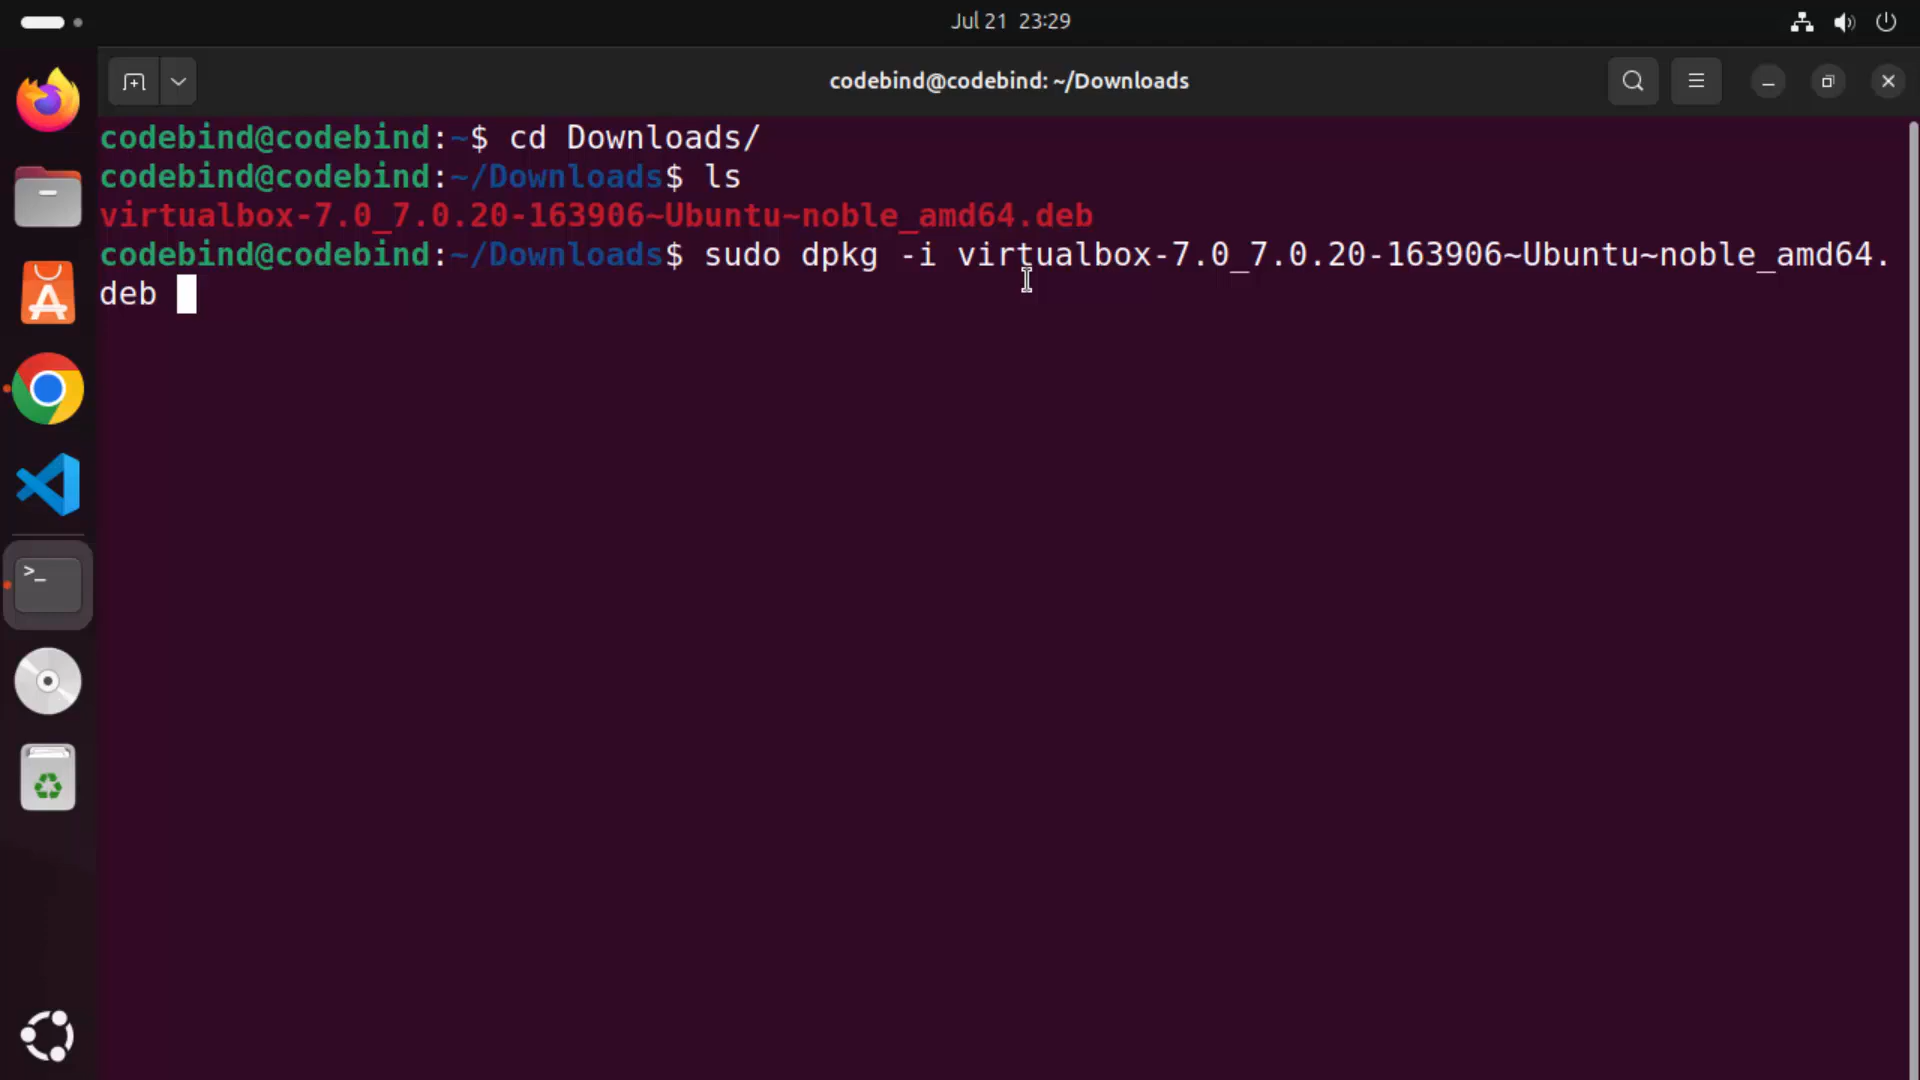 Jul 21 23:29
codebind@codebind: ~/Downloads
codebind@codebind:~$ cd Downloads/
codebind@codebind:~/Downloads$ ls
virtualbox-7.0_7.0.20-163906~Ubuntu~noble_amd64.deb
codebind@codebind:~/Downloads$ sudo dpkg -i virtualbox-7.0_7.0.20-163906~Ubuntu~noble_amd64.
deb
>_